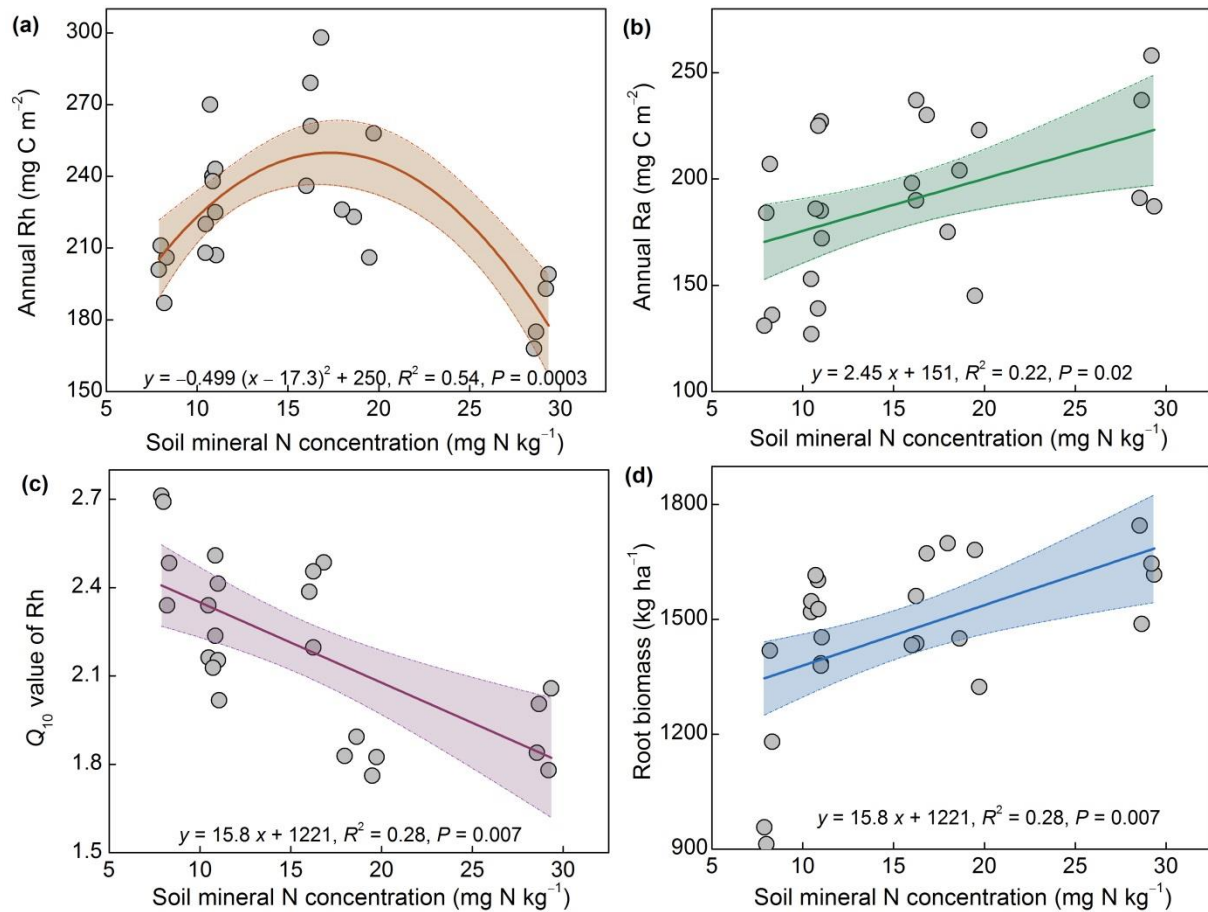 (a)
300
270
240
210
180
150
Annual Rh (mg C m⁻²)
y = −0.499 (x − 17.3)² + 250, R² = 0.54, P = 0.0003
5 10 15 20 25 30
Soil mineral N concentration (mg N kg⁻¹)
(b)
250
200
150
100
Annual Ra (mg C m⁻²)
y = 2.45 x + 151, R² = 0.22, P = 0.02
5 10 15 20 25 30
Soil mineral N concentration (mg N kg⁻¹)
(c)
2.7
2.4
2.1
1.8
1.5
Q₁₀ value of Rh
y = 15.8 x + 1221, R² = 0.28, P = 0.007
5 10 15 20 25 30
Soil mineral N concentration (mg N kg⁻¹)
(d)
1800
1500
1200
900
Root biomass (kg ha⁻¹)
y = 15.8 x + 1221, R² = 0.28, P = 0.007
5 10 15 20 25 30
Soil mineral N concentration (mg N kg⁻¹)